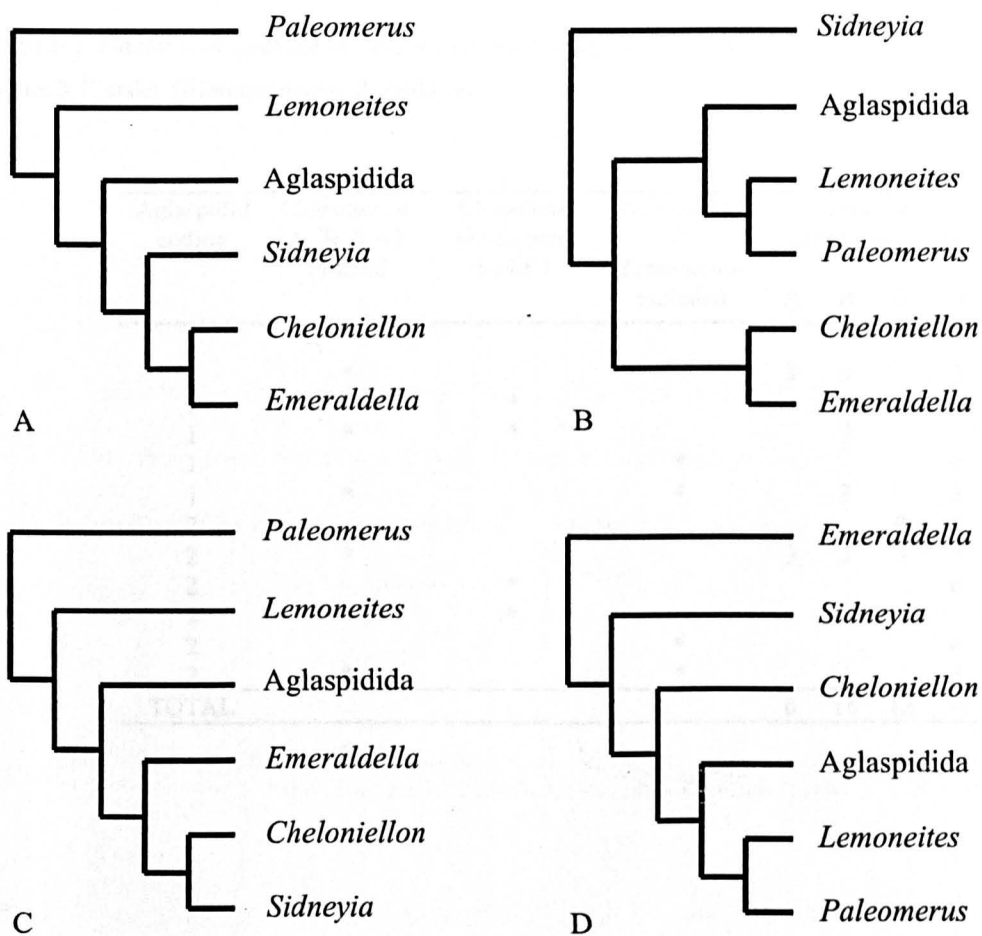 Paleomerus
Lemoneites
Aglaspidida
Sidneyia
Cheloniellon
Emeraldella
A
Sidneyia
Aglaspidida
Lemoneites
Paleomerus
Cheloniellon
Emeraldella
B
Paleomerus
Lemoneites
Aglaspidida
Emeraldella
Cheloniellon
Sidneyia
C
Emeraldella
Sidneyia
Cheloniellon
Aglaspidida
Lemoneites
Paleomerus
D